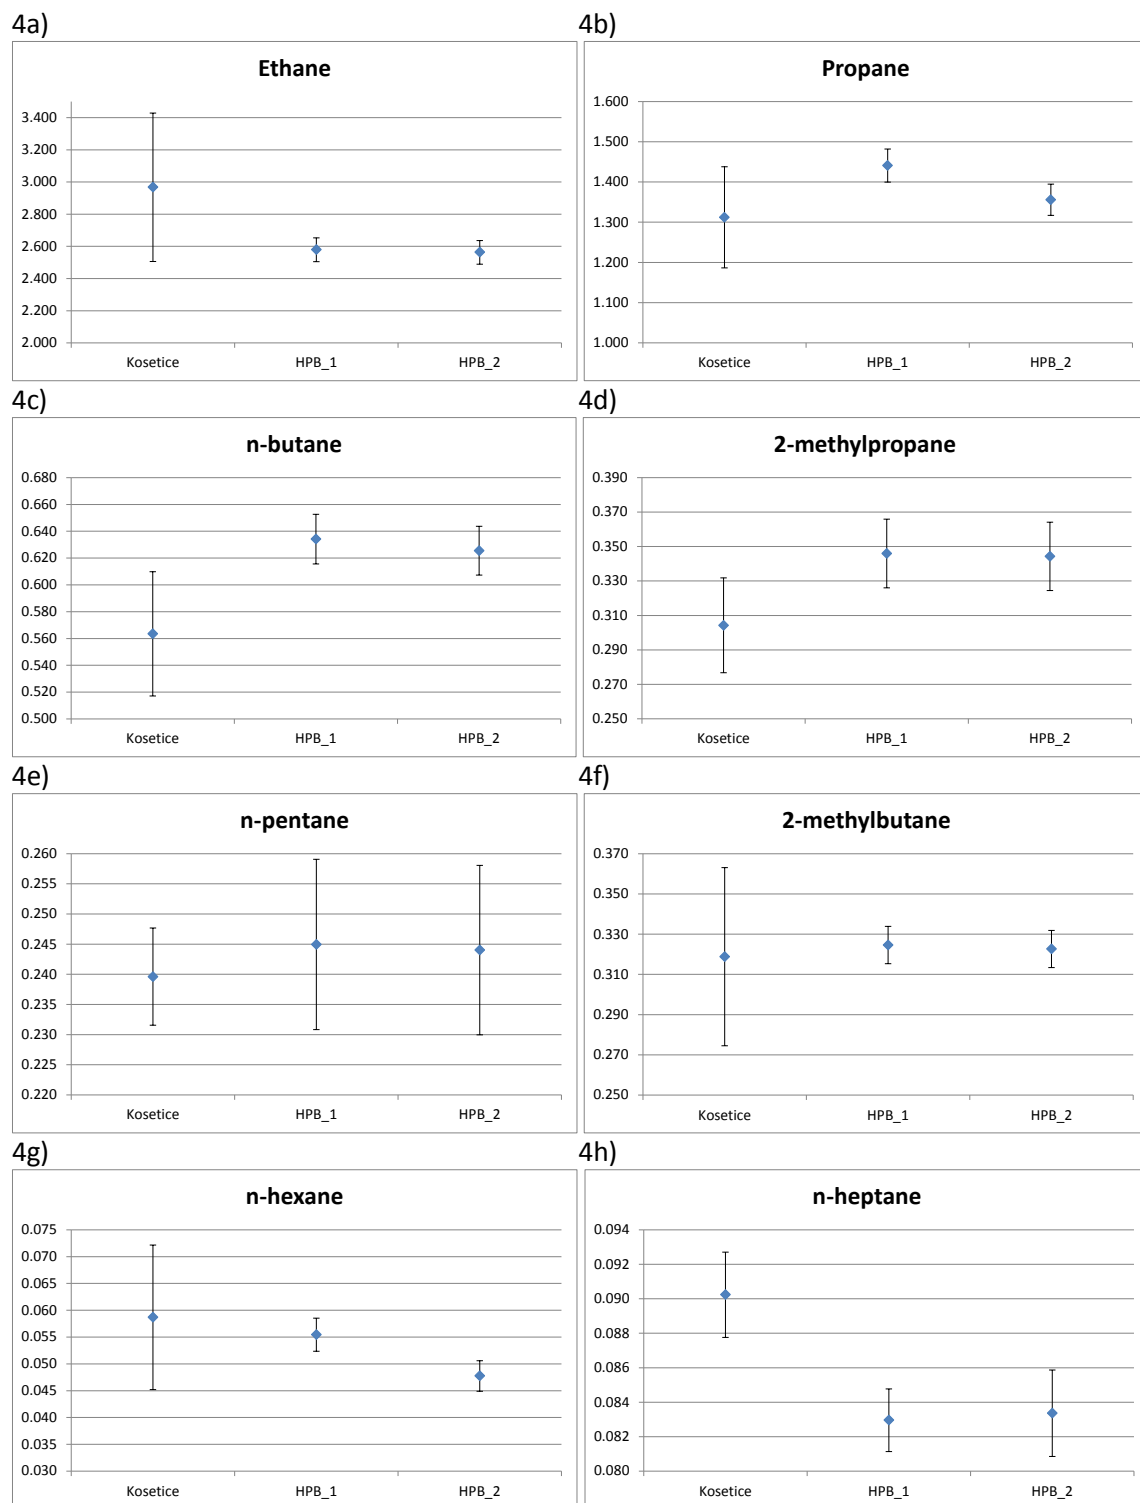 4a)
Ethane
3.400
3.200
3.000
2.800
2.600
2.400
2.200
2.000
Kosetice HPB_1 HPB_2
4b)
Propane
1.600
1.500
1.400
1.300
1.200
1.100
1.000
Kosetice HPB_1 HPB_2
4c)
n-butane
0.680
0.660
0.640
0.620
0.600
0.580
0.560
0.540
0.520
0.500
Kosetice HPB_1 HPB_2
4d)
2-methylpropane
0.390
0.370
0.350
0.330
0.310
0.290
0.270
0.250
Kosetice HPB_1 HPB_2
4e)
n-pentane
0.260
0.255
0.250
0.245
0.240
0.235
0.230
0.225
0.220
Kosetice HPB_1 HPB_2
4f)
2-methylbutane
0.370
0.350
0.330
0.310
0.290
0.270
0.250
Kosetice HPB_1 HPB_2
4g)
n-hexane
0.075
0.070
0.065
0.060
0.055
0.050
0.045
0.040
0.035
0.030
Kosetice HPB_1 HPB_2
4h)
n-heptane
0.094
0.092
0.090
0.088
0.086
0.084
0.082
0.080
Kosetice HPB_1 HPB_2